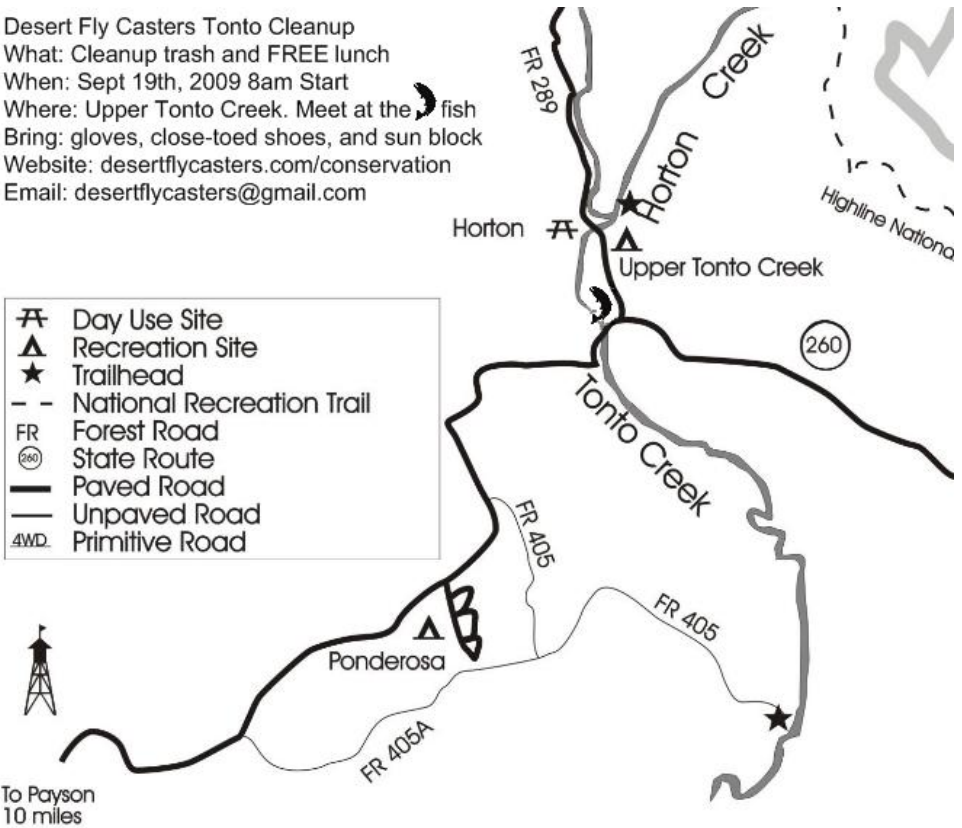 Desert Fly Casters Tonto Cleanup
What: Cleanup trash and FREE lunch
When: Sept 19th, 2009 8am Start
Where: Upper Tonto Creek. Meet at the fish
Bring: gloves, close-toed shoes, and sun block
Website: desertflycasters.com/conservation
Email: desertflycasters@gmail.com
FR 289
Horton Creek
Highline National
Horton
Upper Tonto Creek
260
Day Use Site
Recreation Site
Trailhead
National Recreation Trail
FR Forest Road
260 State Route
Paved Road
Unpaved Road
4WD Primitive Road
Tonto Creek
FR 405
FR 405
Ponderosa
FR 405A
To Payson
10 miles